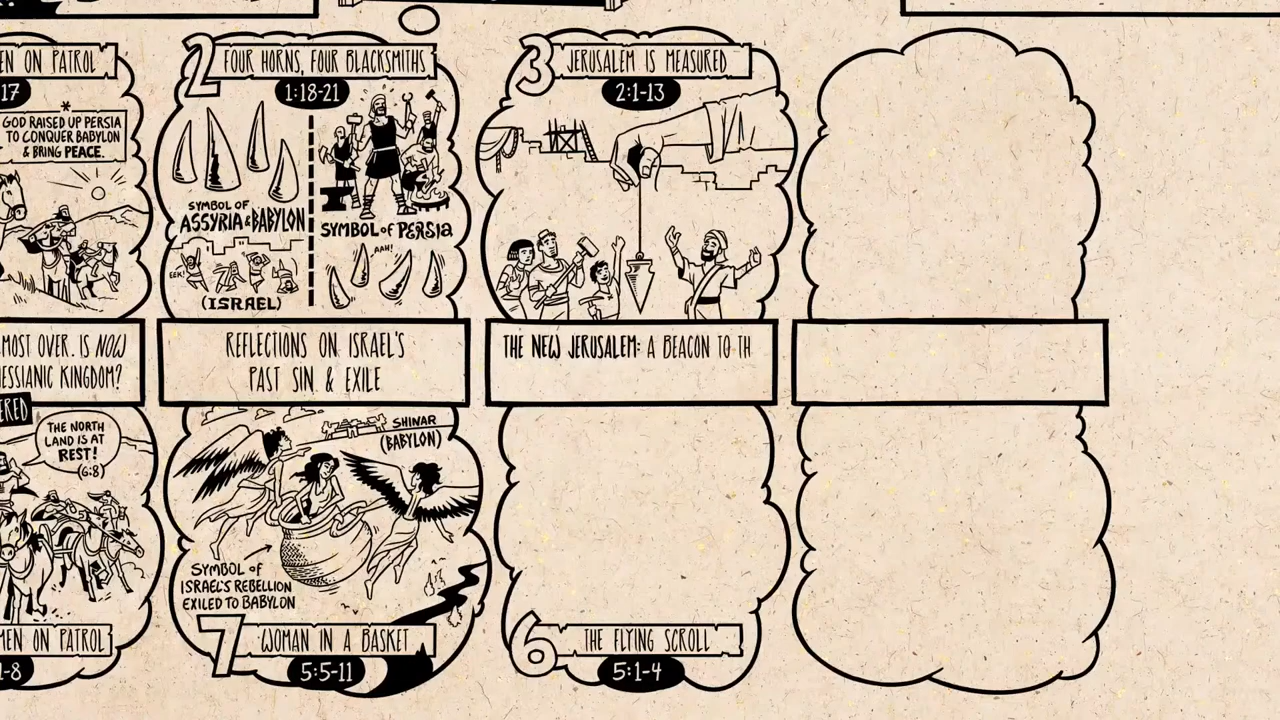 EN ON PATROL
17
*
GOD RAISED UP PERSIA
TO CONQUER BABYLON
& BRING PEACE.
2
FOUR HORNS, FOUR BLACKSMITHS
1:18-21
SYMBOL OF
ASSYRIA & BABYLON
EEK!
(ISRAEL)
SYMBOL OF PERSIA
AAH!
3
JERUSALEM IS MEASURED
2:1-13
MOST OVER. IS NOW
ESSIANIC KINGDOM?
REFLECTIONS ON ISRAEL'S
PAST SIN & EXILE
THE NEW JERUSALEM: A BEACON TO TH
ERED
THE NORTH
LAND IS AT
REST!
(6:8)
MEN ON PATROL
1-8
SHINAR
(BABYLON)
SYMBOL OF
ISRAEL'S REBELLION
EXILED TO BABYLON
7
WOMAN IN A BASKET
5:5-11
6
THE FLYING SCROLL
5:1-4